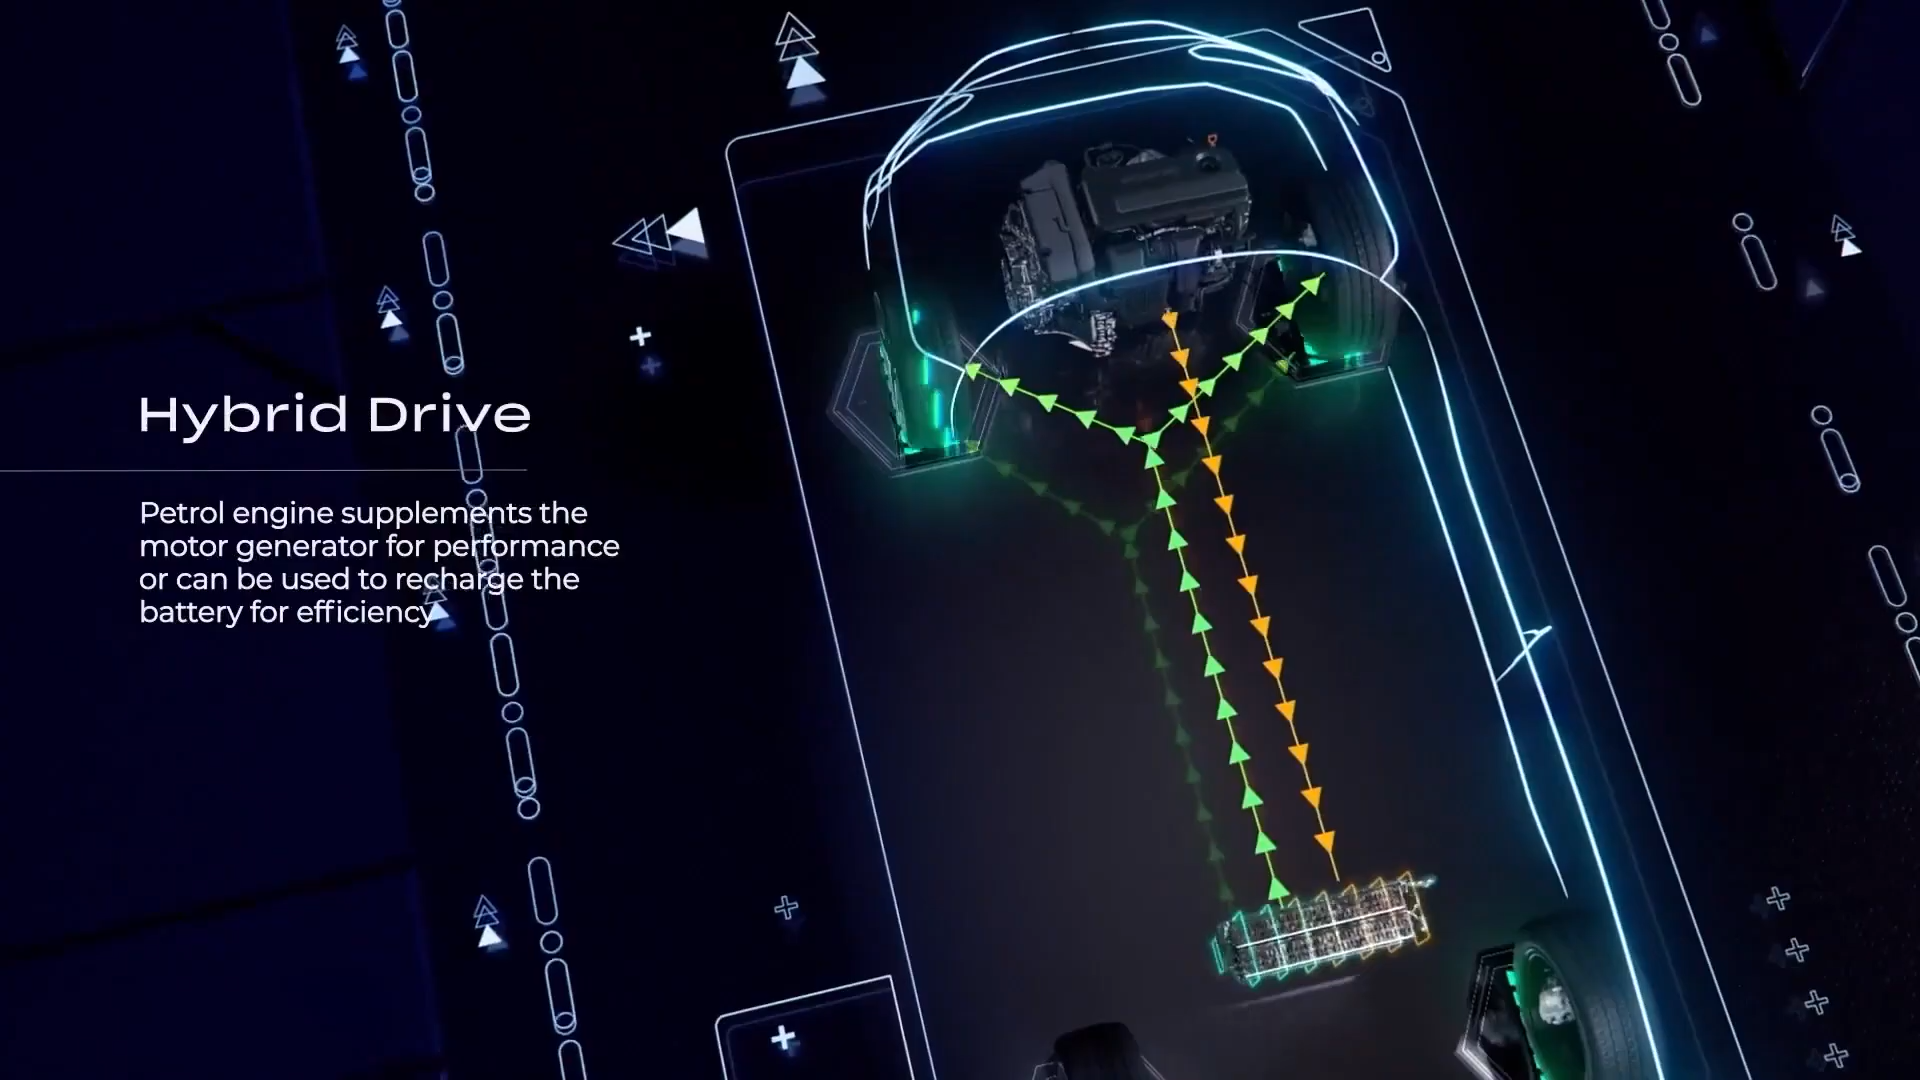 Hybrid Drive
Petrol engine supplements the
motor generator for performance
or can be used to recharge the
battery for efficiency